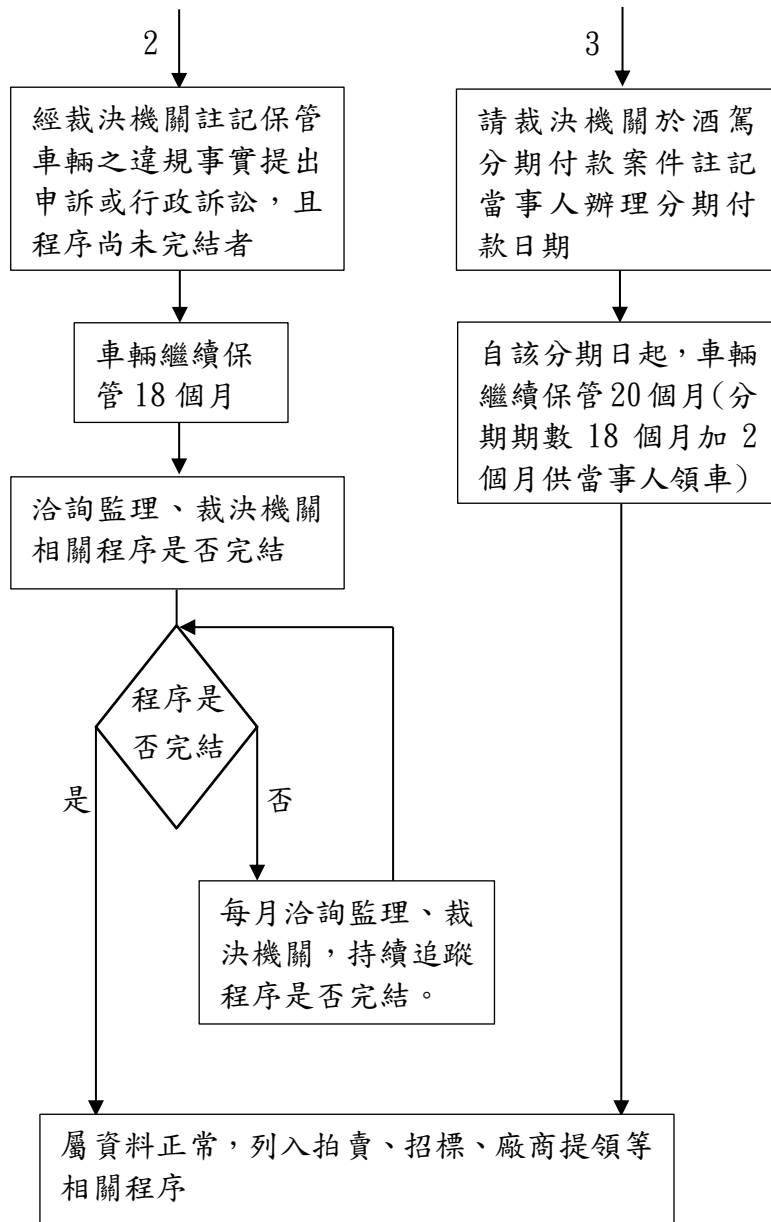 2
經裁決機關註記保管
車輛之違規事實提出
申訴或行政訴訟，且
程序尚未完結者
車輛繼續保
管 18 個月
洽詢監理、裁決機關
相關程序是否完結
程序是
否完結
是
否
每月洽詢監理、裁
決機關，持續追蹤
程序是否完結。
3
請裁決機關於酒駕
分期付款案件註記
當事人辦理分期付
款日期
自該分期日起，車輛
繼續保管 20 個月(分
期期數 18 個月加 2
個月供當事人領車)
屬資料正常，列入拍賣、招標、廠商提領等
相關程序